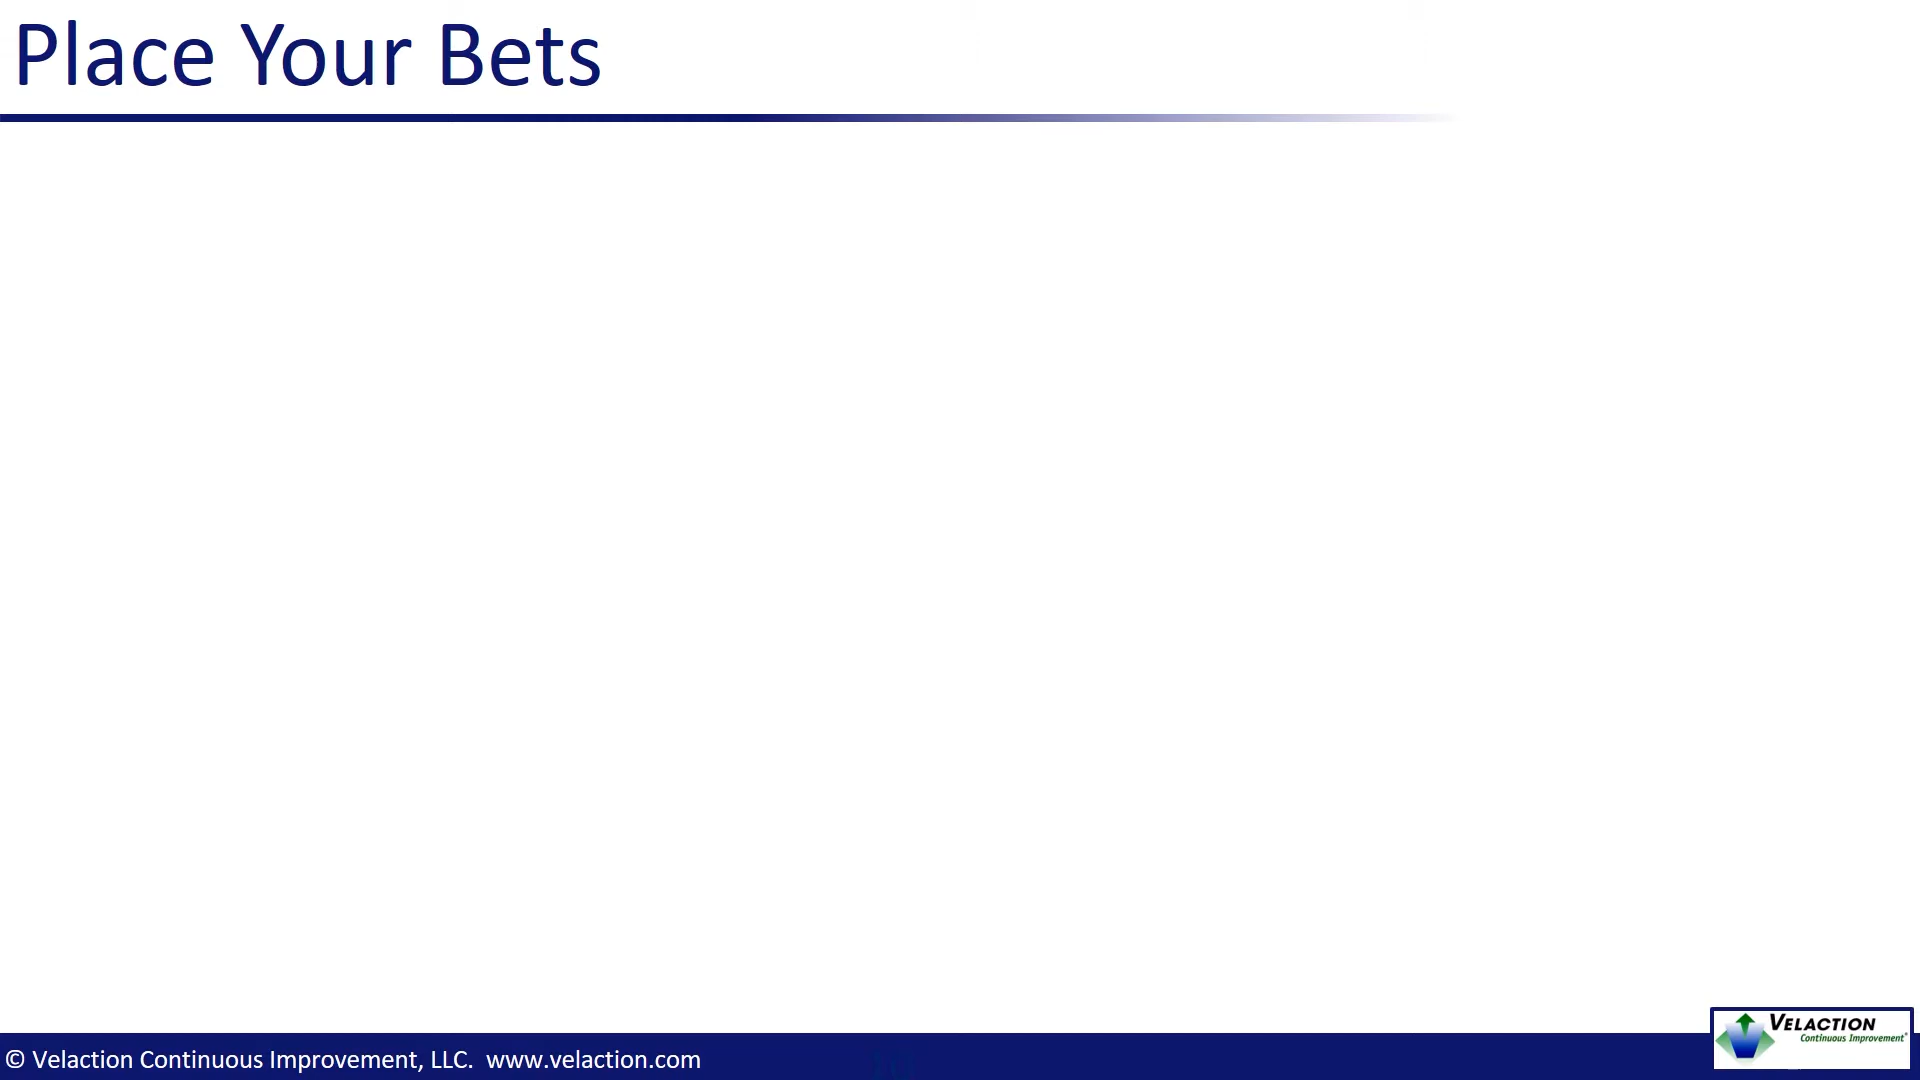 Place Your Bets
© Velaction Continuous Improvement, LLC.  www.velaction.com
VELACTION
Continuous Improvement